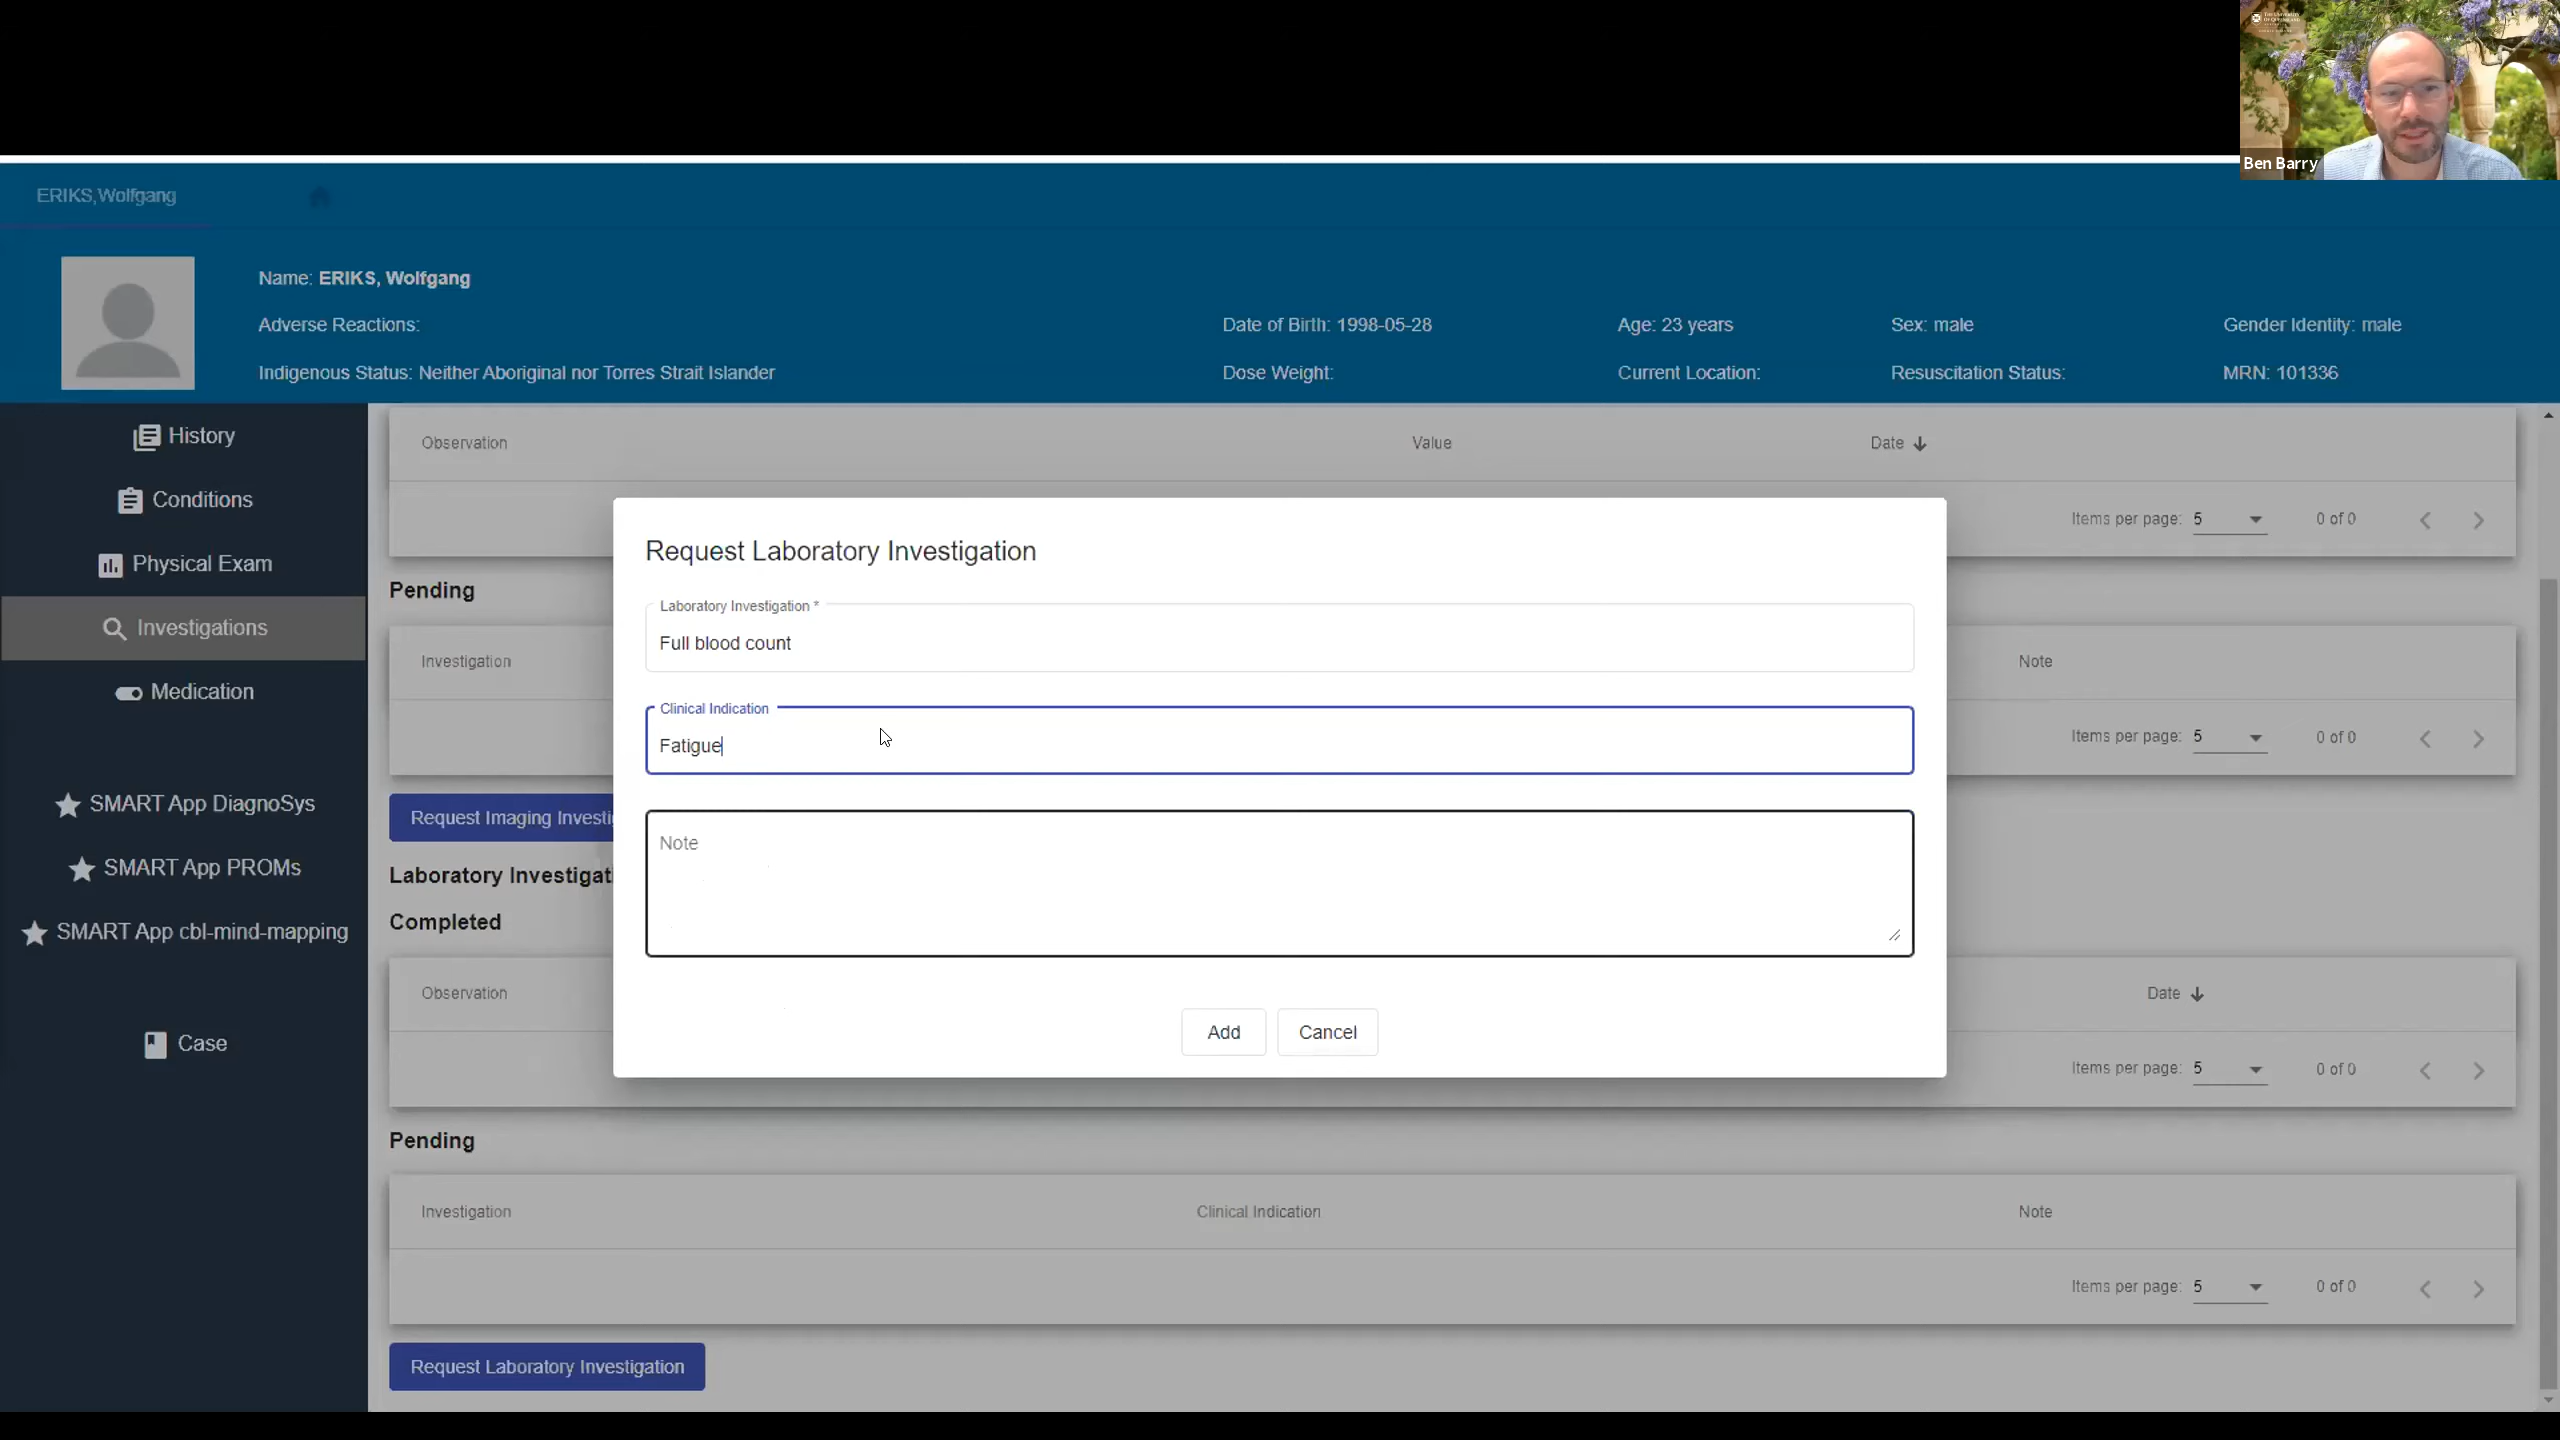 THE UNIVERSITY
OF QUEENSLAND
Ben Barry
ERIKS,Wolfgang
Name: ERIKS, Wolfgang
Adverse Reactions:
Date of Birth: 1998-05-28
Age: 23 years
Sex: male
Gender Identity: male
Indigenous Status: Neither Aboriginal nor Torres Strait Islander
Dose Weight:
Current Location:
Resuscitation Status:
MRN: 101336
History
Conditions
Physical Exam
Investigations
Medication
SMART App DiagnoSys
SMART App PROMs
SMART App cbl-mind-mapping
Case
Observation Value Date
Items per page: 5 0 of 0
Pending
Investigation Note
Items per page: 5 0 of 0
Request Imaging Investi
Laboratory Investigat
Completed
Observation Date
Items per page: 5 0 of 0
Pending
Investigation Clinical Indication Note
Items per page: 5 0 of 0
Request Laboratory Investigation
Request Laboratory Investigation
Laboratory Investigation *
Full blood count
Clinical Indication
Fatigue
Note
Add Cancel